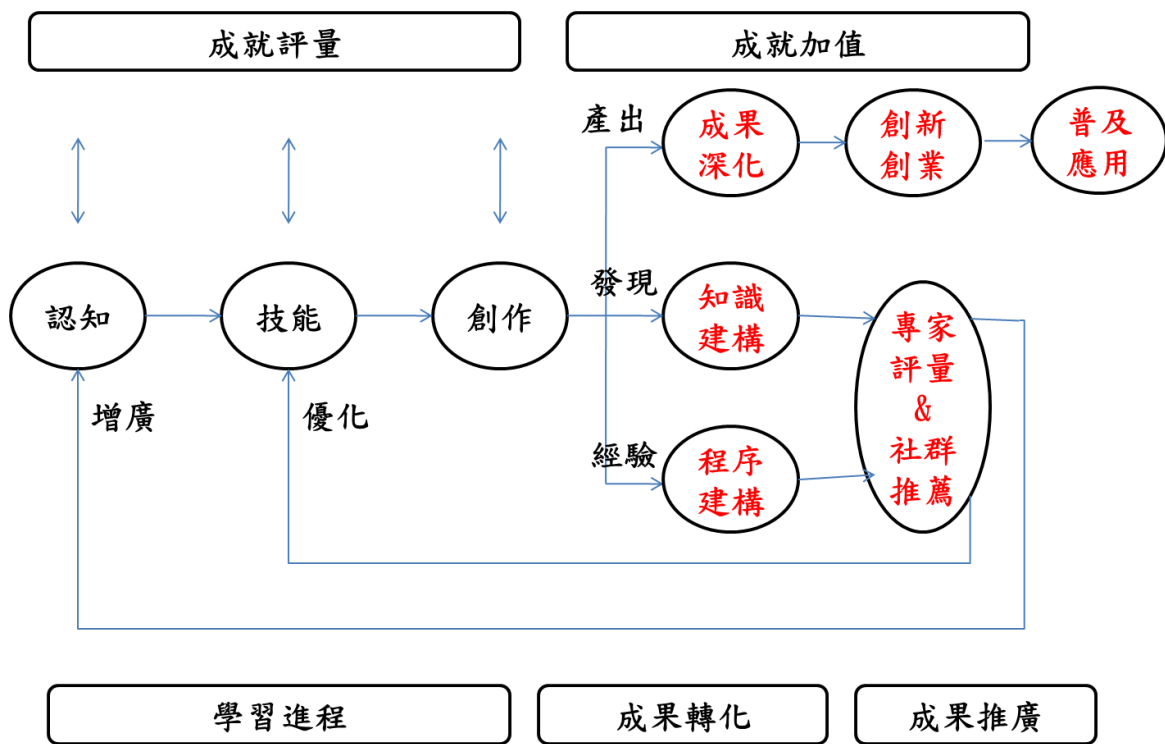 成就評量
成就加值
產出
成果
深化
創新
創業
普及
應用
認知
技能
創作
發現
知識
建構
專家
評量
&
社群
推薦
增廣
優化
經驗
程序
建構
學習進程
成果轉化
成果推廣